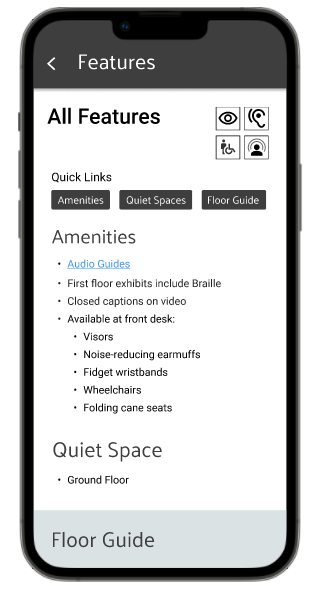 Features
All Features
Quick Links
Amenities Quiet Spaces Floor Guide
Amenities
• Audio Guides
• First floor exhibits include Braille
• Closed captions on video
• Available at front desk:
• Visors
• Noise-reducing earmuffs
• Fidget wristbands
• Wheelchairs
• Folding cane seats
Quiet Space
• Ground Floor
Floor Guide